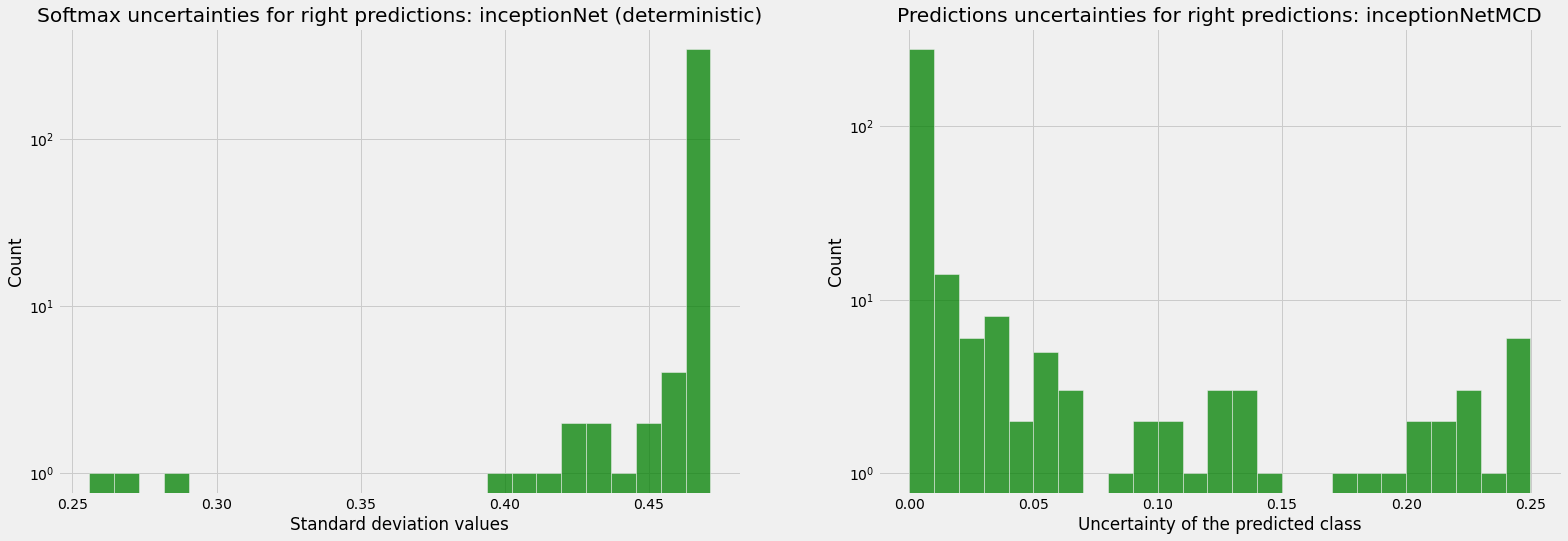 Softmax uncertainties for right predictions: inceptionNet (deterministic)
Count
10²
10¹
10⁰
0.25 0.30 0.35 0.40 0.45
Standard deviation values
Predictions uncertainties for right predictions: inceptionNetMCD
Count
10²
10¹
10⁰
0.00 0.05 0.10 0.15 0.20 0.25
Uncertainty of the predicted class